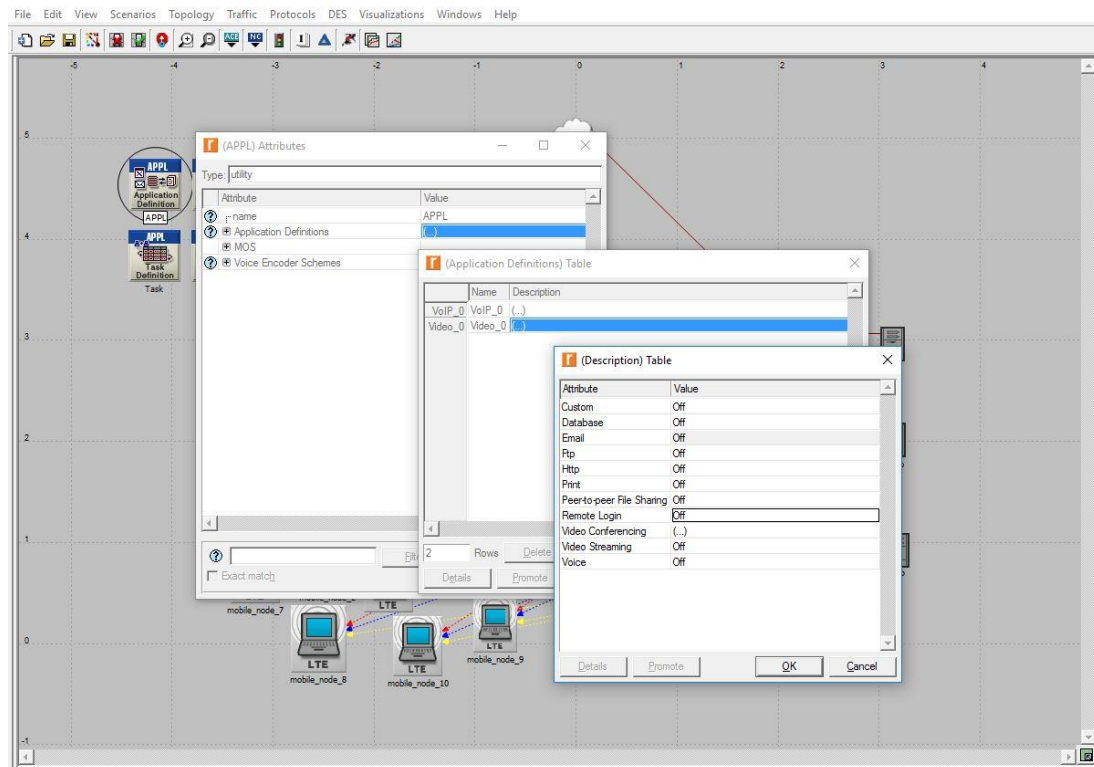 File Edit View Scenarios Topology Traffic Protocols DES Visualizations Windows Help
ACE NC
-5 -4 -3 -2 -1 0 1 2 3 4
5
4
3
2
1
0
-1
APPL
Application
Definition
APPL
APPL
Task
Definition
Task
(APPL) Attributes
Type: utility
Attribute Value
name APPL
Application Definitions (...)
MOS
Voice Encoder Schemes
Exact match
(Application Definitions) Table
Name Description
VoIP_0 VoIP_0 (...)
Video_0 Video_0 (...)
2 Rows Delete
Details Promote
(Description) Table
Attribute Value
Custom Off
Database Off
Email Off
Ftp Off
Http Off
Print Off
Peer-to-peer File Sharing Off
Remote Login Off
Video Conferencing (...)
Video Streaming Off
Voice Off
Details Promote OK Cancel
mobile_node_7
LTE
LTE
mobile_node_8
LTE
mobile_node_10
LTE
mobile_node_9